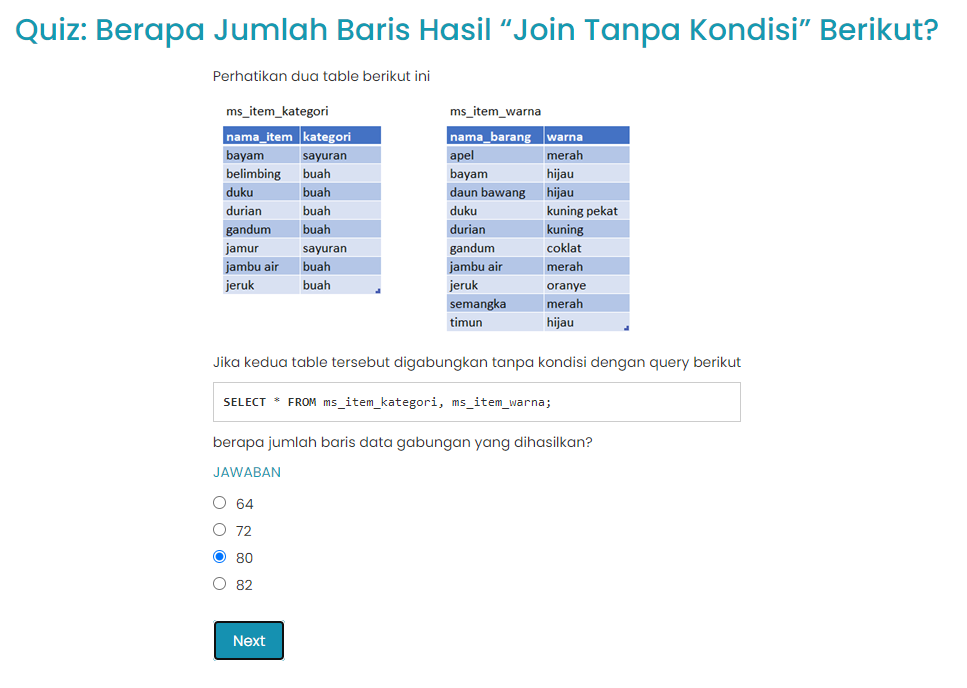 Quiz: Berapa Jumlah Baris Hasil “Join Tanpa Kondisi” Berikut?
Perhatikan dua table berikut ini
ms_item_kategori
nama_item kategori
bayam sayuran
belimbing buah
duku buah
durian buah
gandum buah
jamur sayuran
jambu air buah
jeruk buah
ms_item_warna
nama_barang warna
apel merah
bayam hijau
daun bawang hijau
duku kuning pekat
durian kuning
gandum coklat
jambu air merah
jeruk oranye
semangka merah
timun hijau
Jika kedua table tersebut digabungkan tanpa kondisi dengan query berikut
SELECT * FROM ms_item_kategori, ms_item_warna;
berapa jumlah baris data gabungan yang dihasilkan?
JAWABAN
64
72
80
82
Next